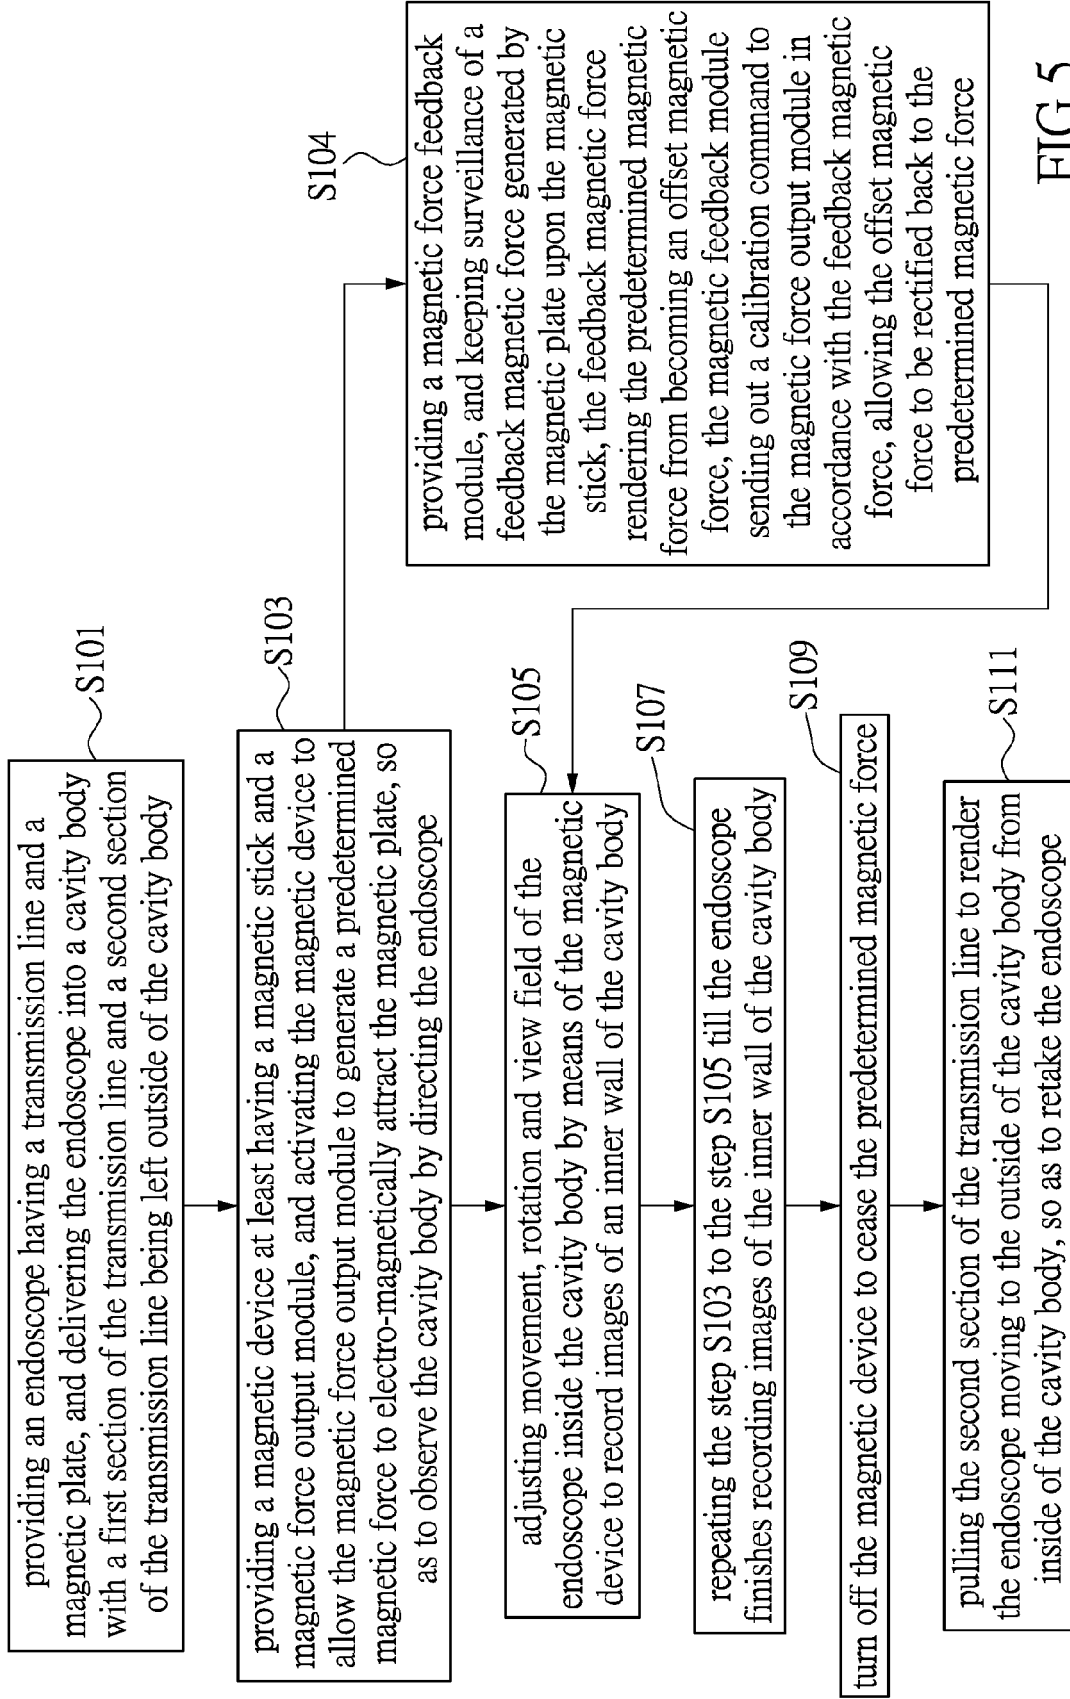 providing an endoscope having a transmission line and a
magnetic plate, and delivering the endoscope into a cavity body
with a first section of the transmission line and a second section
of the transmission line being left outside of the cavity body
S101
providing a magnetic device at least having a magnetic stick and a
magnetic force output module, and activating the magnetic device to
allow the magnetic force output module to generate a predetermined
magnetic force to electro-magnetically attract the magnetic plate, so
as to observe the cavity body by directing the endoscope
S103
providing a magnetic force feedback
module, and keeping surveillance of a
feedback magnetic force generated by
the magnetic plate upon the magnetic
stick, the feedback magnetic force
rendering the predetermined magnetic
force from becoming an offset magnetic
force, the magnetic feedback module
sending out a calibration command to
the magnetic force output module in
accordance with the feedback magnetic
force, allowing the offset magnetic
force to be rectified back to the
predetermined magnetic force
S104
adjusting movement, rotation and view field of the
endoscope inside the cavity body by means of the magnetic
device to record images of an inner wall of the cavity body
S105
repeating the step S103 to the step S105 till the endoscope
finishes recording images of the inner wall of the cavity body
S107
turn off the magnetic device to cease the predetermined magnetic force
S109
pulling the second section of the transmission line to render
the endoscope moving to the outside of the cavity body from
inside of the cavity body, so as to retake the endoscope
S111
FIG 5